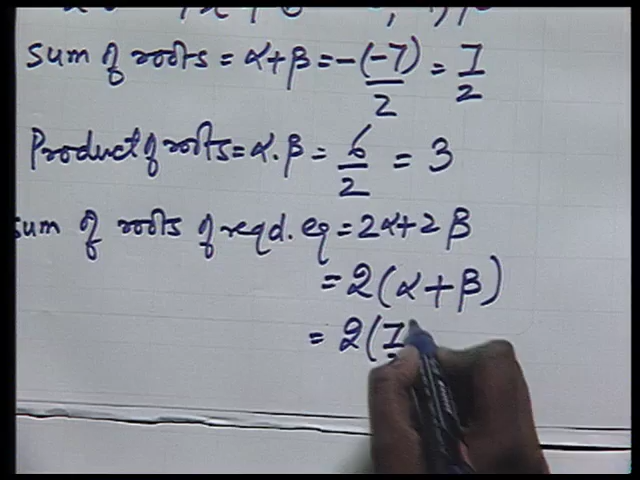 Sum of roots = α+β = -(-7)/2 = 7/2
Product of roots = α.β = 6/2 = 3
sum of roots of reqd. eq = 2α+2β
= 2(α+β)
= 2(7